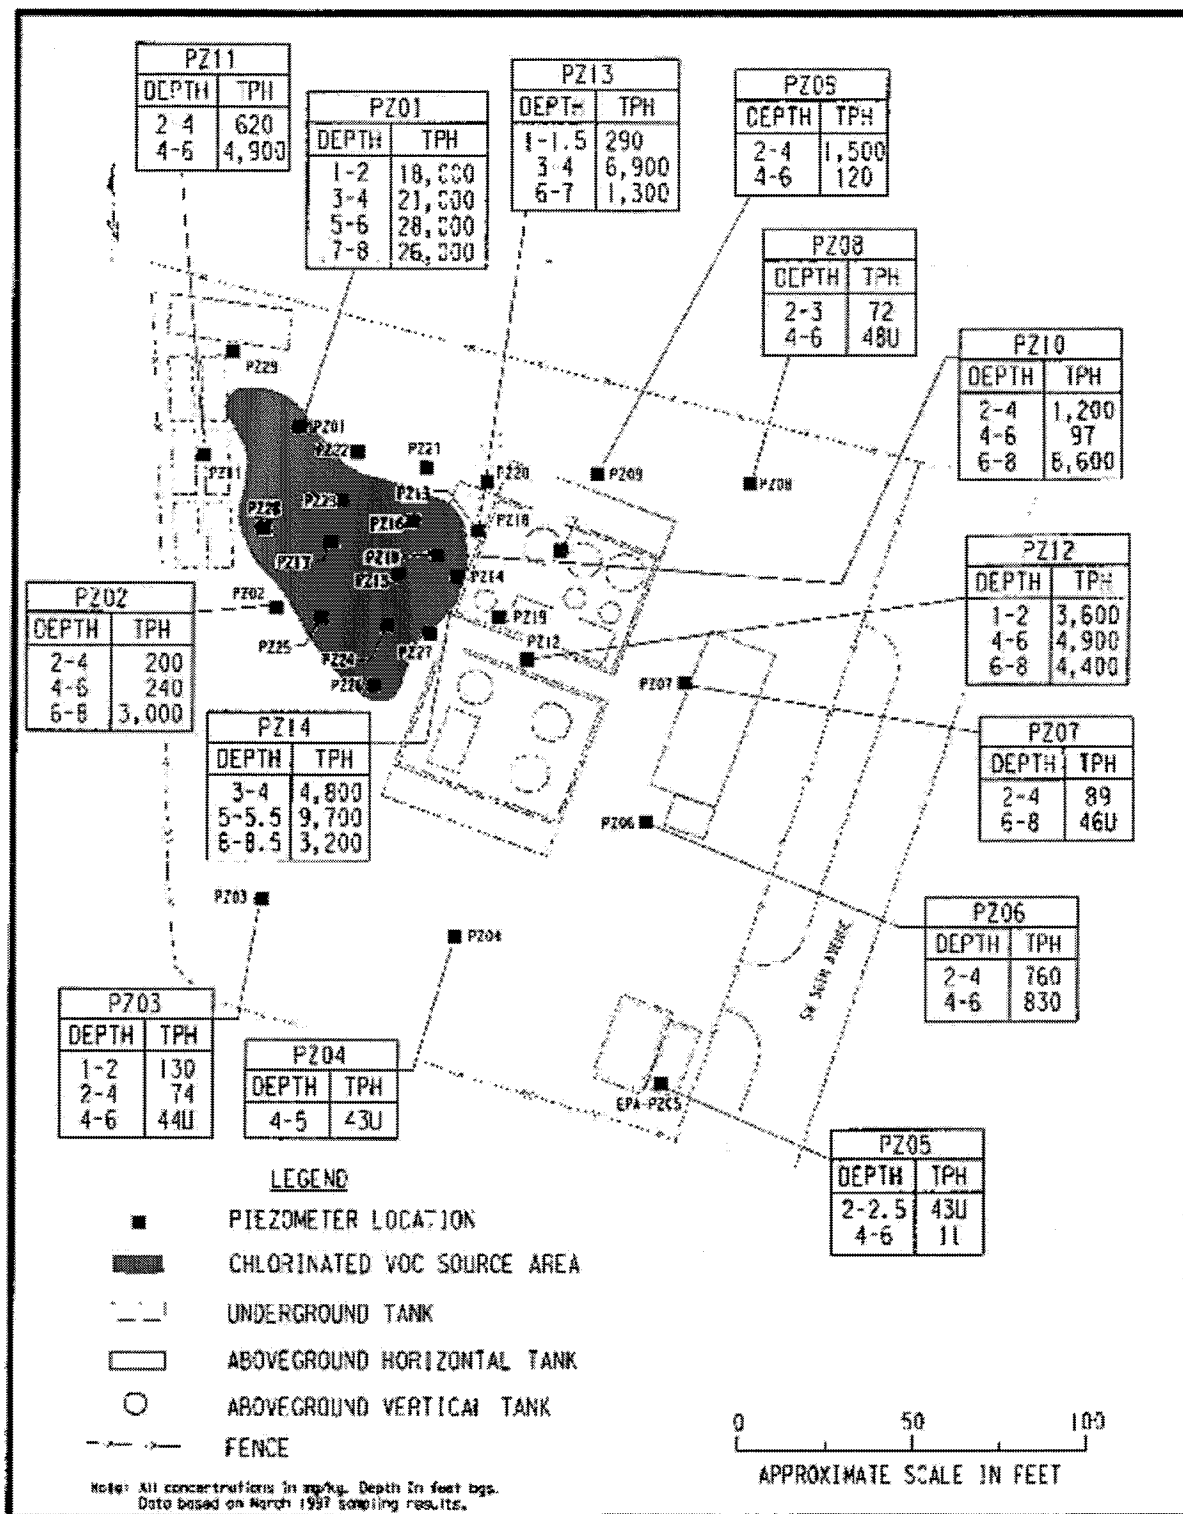 PZ11
DEPTH TPH
2-4 620
4-6 4,900
PZ01
DEPTH TPH
1-2 18,000
3-4 21,000
5-6 28,000
7-8 26,000
PZ13
DEPTH TPH
1-1.5 290
3-4 6,900
6-7 1,300
PZ09
DEPTH TPH
2-4 1,500
4-6 120
PZ08
DEPTH TPH
2-3 72
4-6 48U
PZ10
DEPTH TPH
2-4 1,200
4-6 97
6-8
PZ12
DEPTH TPH
1-2 3,600
4-6 4,900
6-8 4,400
PZ07
DEPTH TPH
2-4 89
6-8 46U
PZ06
DEPTH TPH
2-4 760
4-6 830
PZ05
DEPTH TPH
2-2.5 43U
4-6
PZ02
DEPTH TPH
2-4 200
4-6 240
6-8 3,000
PZ14
DEPTH TPH
3-4 4,800
5-5.5 9,700
6-8.5 3,200
PZ03
DEPTH TPH
1-2 130
2-4 74
4-6 44U
PZ04
DEPTH TPH
4-5 43U
PZ29
PZ01
PZ22
PZ21
PZ20
PZ09
PZ08
PZ11
PZ23
PZ13
PZ16
PZ18
PZ28
PZ17
PZ15
PZ14
PZ02
PZ19
PZ25
PZ24
PZ27
PZ12
PZ26
PZ07
PZ06
PZ03
PZ04
EPA-PZ05
AVENUE
LEGEND
PIEZOMETER LOCATION
CHLORINATED VOC SOURCE AREA
UNDERGROUND TANK
ABOVEGROUND HORIZONTAL TANK
ABOVEGROUND VERTICAL TANK
FENCE
0 50 100
APPROXIMATE SCALE IN FEET
Note: All concentrations in mg/kg. Depth in feet bgs.
Data based on March 1997 sampling results.